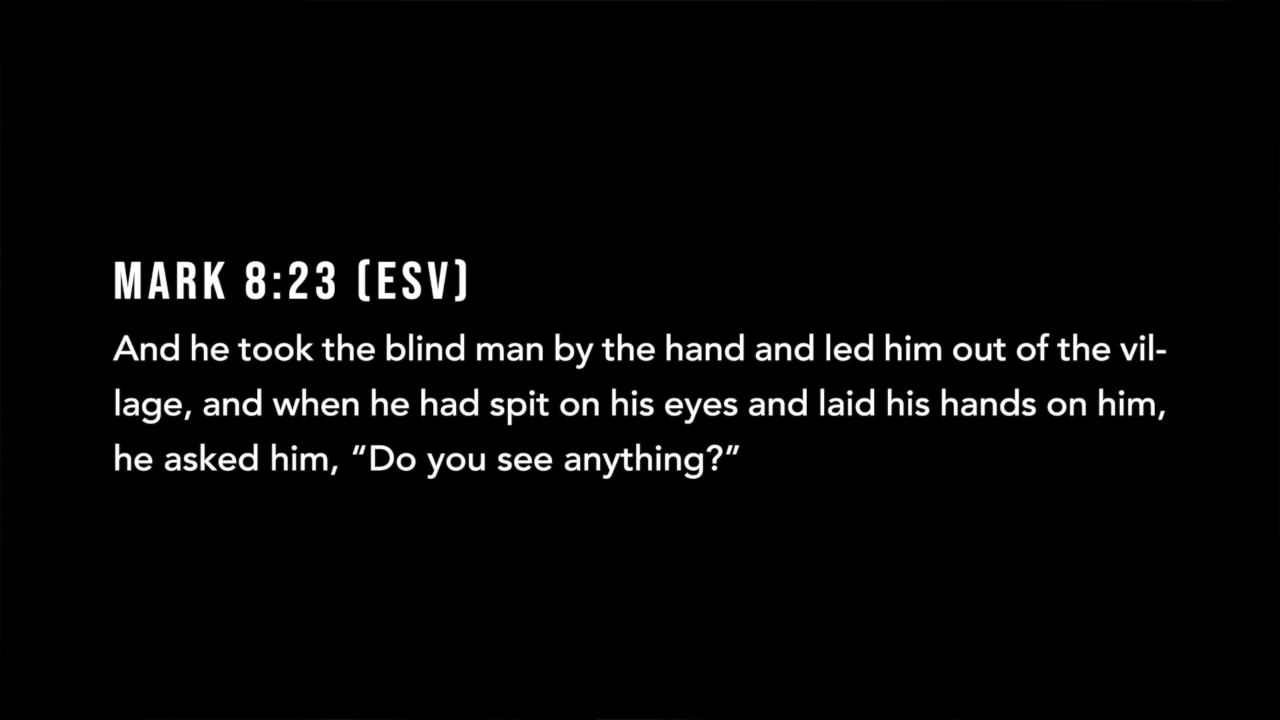 MARK 8:23 (ESV)
And he took the blind man by the hand and led him out of the vil-
lage, and when he had spit on his eyes and laid his hands on him,
he asked him, “Do you see anything?”